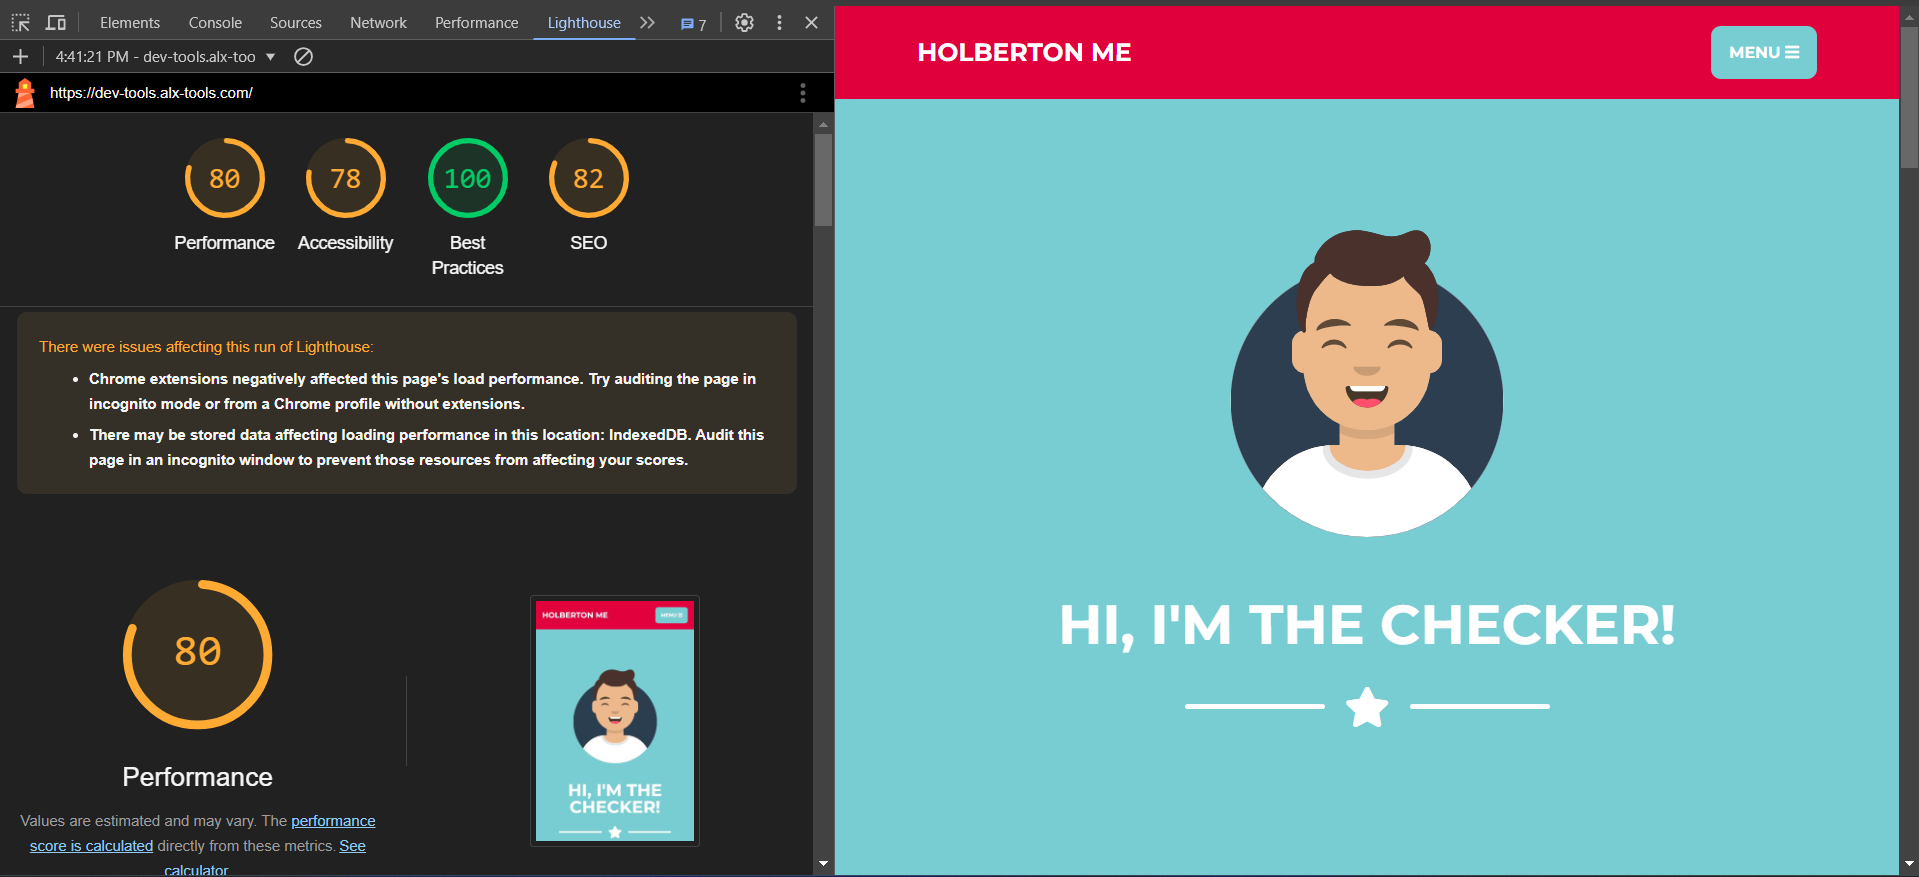 Elements Console Sources Network Performance Lighthouse 7
4:41:21 PM - dev-tools.alx-too
https://dev-tools.alx-tools.com/
80 78 100 82
Performance Accessibility Best Practices SEO
There were issues affecting this run of Lighthouse:
• Chrome extensions negatively affected this page's load performance. Try auditing the page in
incognito mode or from a Chrome profile without extensions.
• There may be stored data affecting loading performance in this location: IndexedDB. Audit this
page in an incognito window to prevent those resources from affecting your scores.
80
Performance
Values are estimated and may vary. The performance
score is calculated directly from these metrics. See
calculator
HOLBERTON ME
MENU
HI, I'M THE
CHECKER!
HOLBERTON ME
MENU
HI, I'M THE CHECKER!